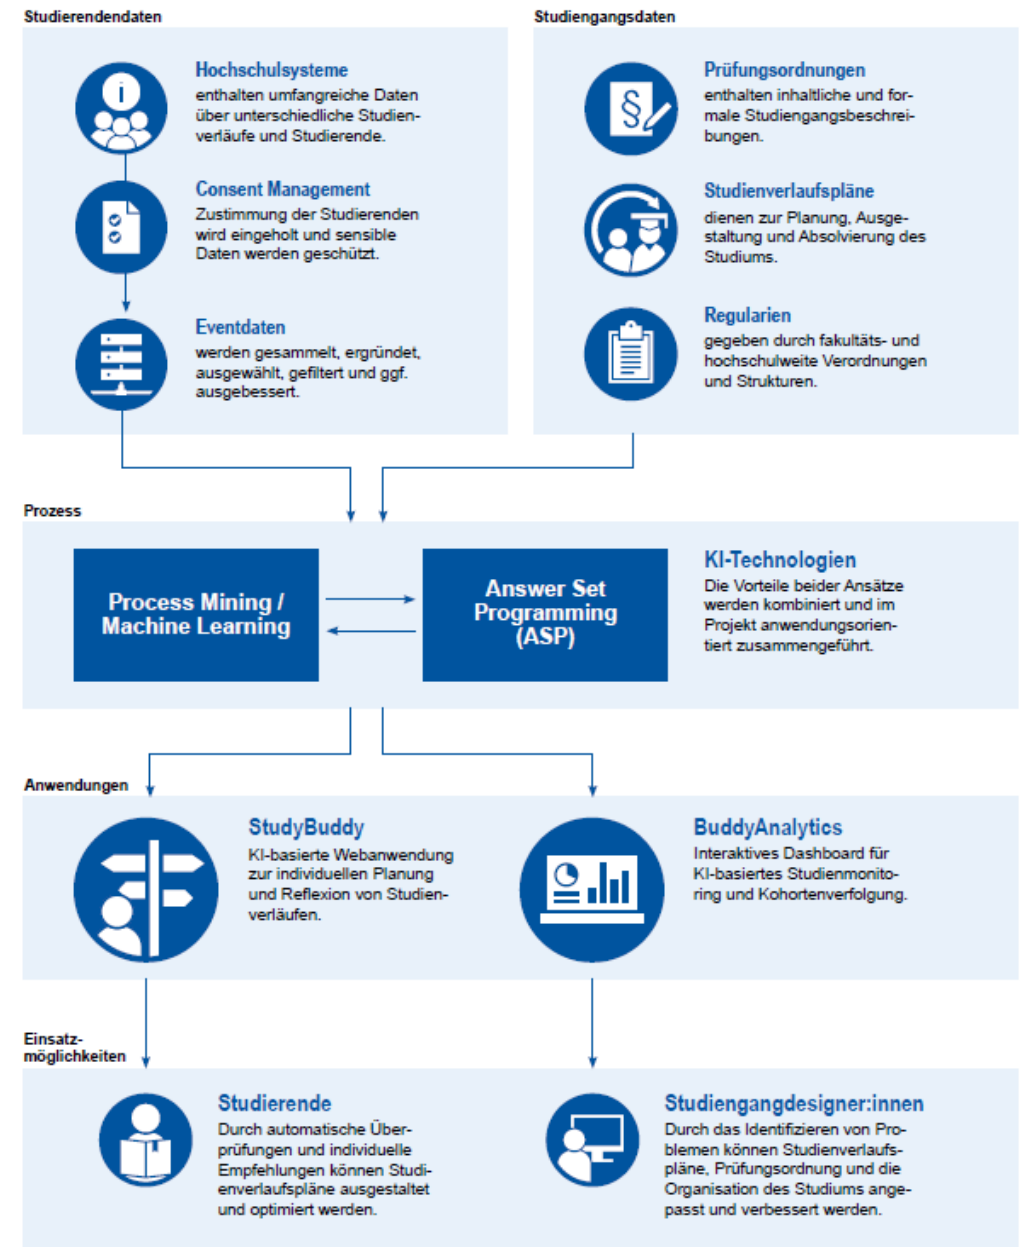 Studierendendaten
Hochschulsysteme
enthalten umfangreiche Daten
über unterschiedliche Studien-
verläufe und Studierende.
Consent Management
Zustimmung der Studierenden
wird eingeholt und sensible
Daten werden geschützt.
Eventdaten
werden gesammelt, ergründet,
ausgewählt, gefiltert und ggf.
ausgebessert.
Studiengangsdaten
Prüfungsordnungen
enthalten inhaltliche und for-
male Studiengangsbeschrei-
bungen.
Studienverlaufspläne
dienen zur Planung, Ausge-
staltung und Absolvierung des
Studiums.
Regularien
gegeben durch fakultäts- und
hochschulweite Verordnungen
und Strukturen.
Prozess
Process Mining /
Machine Learning
Answer Set
Programming
(ASP)
KI-Technologien
Die Vorteile beider Ansätze
werden kombiniert und im
Projekt anwendungsorien-
tiert zusammengeführt.
Anwendungen
StudyBuddy
KI-basierte Webanwendung
zur individuellen Planung
und Reflexion von Studien-
verläufen.
BuddyAnalytics
Interaktives Dashboard für
KI-basiertes Studienmonito-
ring und Kohortenverfolgung.
Einsatz-
möglichkeiten
Studierende
Durch automatische Über-
prüfungen und individuelle
Empfehlungen können Studi-
enverlaufspläne ausgestaltet
und optimiert werden.
Studiengangdesigner:innen
Durch das Identifizieren von Pro-
blemen können Studienverlaufs-
pläne, Prüfungsordnung und die
Organisation des Studiums ange-
passt und verbessert werden.